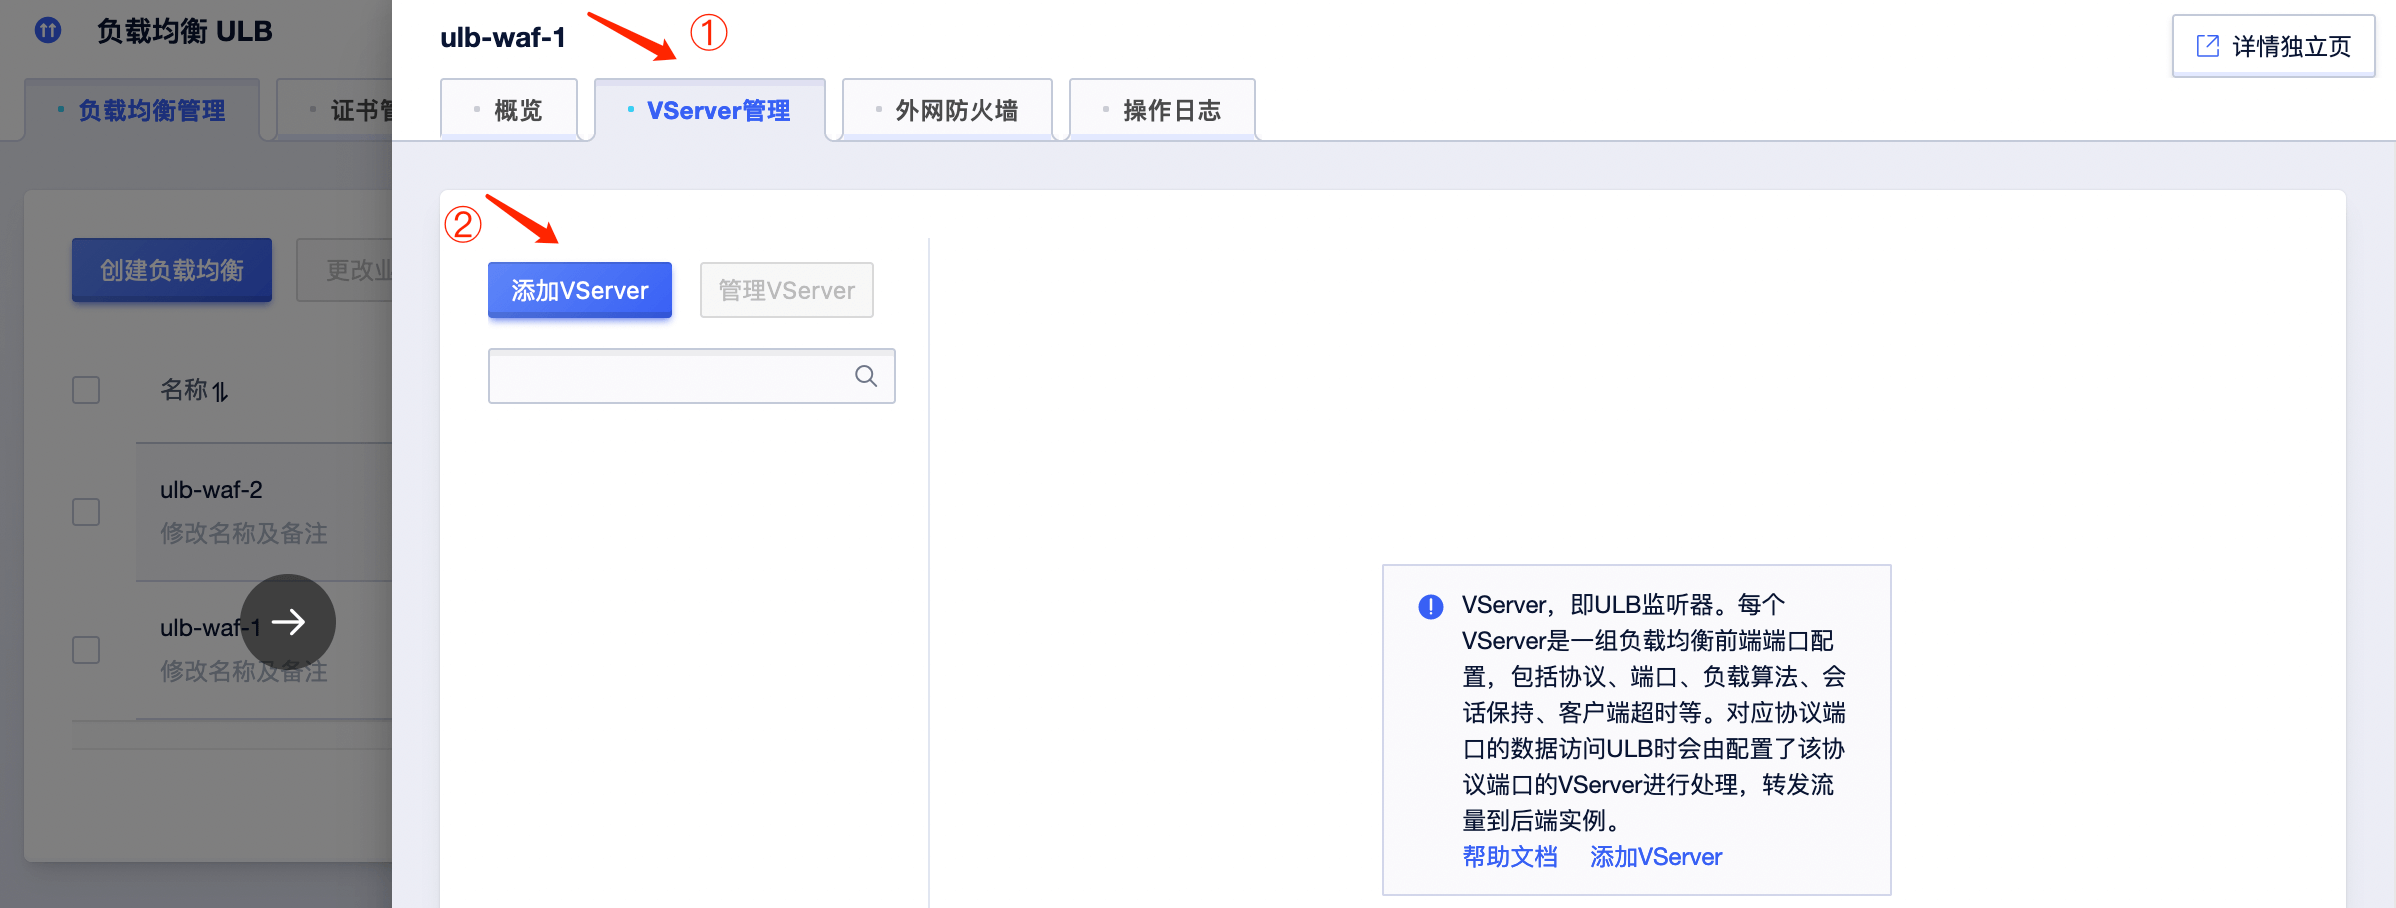 负载均衡 ULB
负载均衡管理
证书管
创建负载均衡
更改业
名称
ulb-waf-2
修改名称及备注
ulb-waf-1
修改名称及备注
ulb-waf-1
①
详情独立页
概览
VServer管理
外网防火墙
操作日志
②
添加VServer
管理VServer
VServer，即ULB监听器。每个
VServer是一组负载均衡前端端口配
置，包括协议、端口、负载算法、会
话保持、客户端超时等。对应协议端
口的数据访问ULB时会由配置了该协
议端口的VServer进行处理，转发流
量到后端实例。
帮助文档 添加VServer